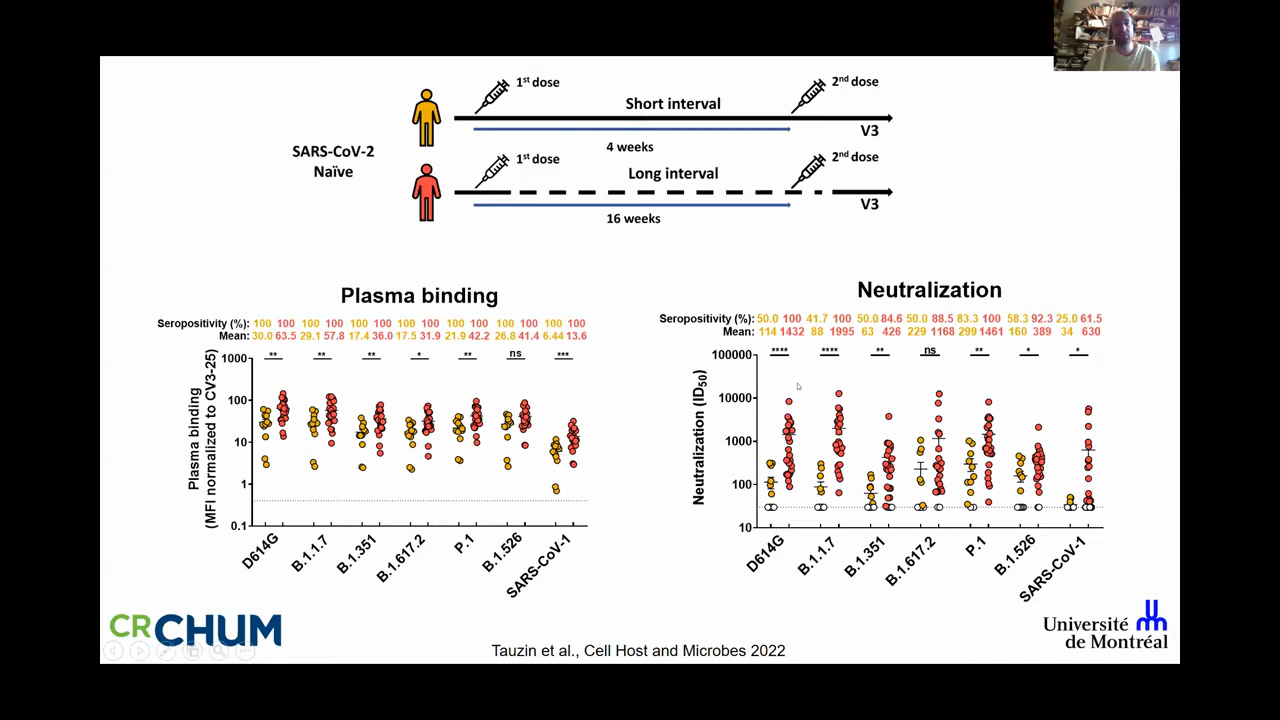 1st dose
2nd dose
Short interval
V3
4 weeks
SARS-CoV-2
Naïve
1st dose
2nd dose
Long interval
V3
16 weeks
Plasma binding
Seropositivity (%): 100 100 100 100 100 100 100 100 100 100 100 100 100 100
Mean: 30.0 63.5 29.1 57.8 17.4 36.0 17.5 31.9 21.9 42.2 26.8 41.4 6.44 13.6
** ** ** * ** ns ***
Plasma binding
(MFI normalized to CV3-25)
1000
100
10
1
0.1
D614G
B.1.1.7
B.1.351
B.1.617.2
P.1
B.1.526
SARS-CoV-1
Neutralization
Seropositivity (%): 50.0 100 41.7 100 50.0 84.6 50.0 88.5 83.3 100 58.3 92.3 25.0 61.5
Mean: 114 1432 88 1995 63 426 229 1168 299 1461 160 389 34 630
**** **** ** ns ** * *
Neutralization (ID50)
100000
10000
1000
100
10
D614G
B.1.1.7
B.1.351
B.1.617.2
P.1
B.1.526
SARS-CoV-1
CRCHUM
Université
de Montréal
Tauzin et al., Cell Host and Microbes 2022